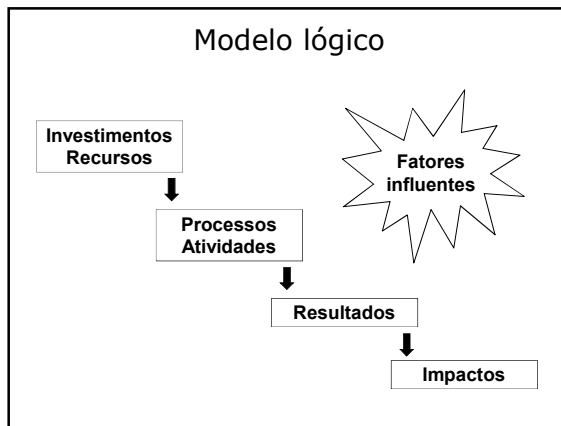 Modelo lógico
Investimentos
Recursos
Fatores
influentes
Processos
Atividades
Resultados
Impactos